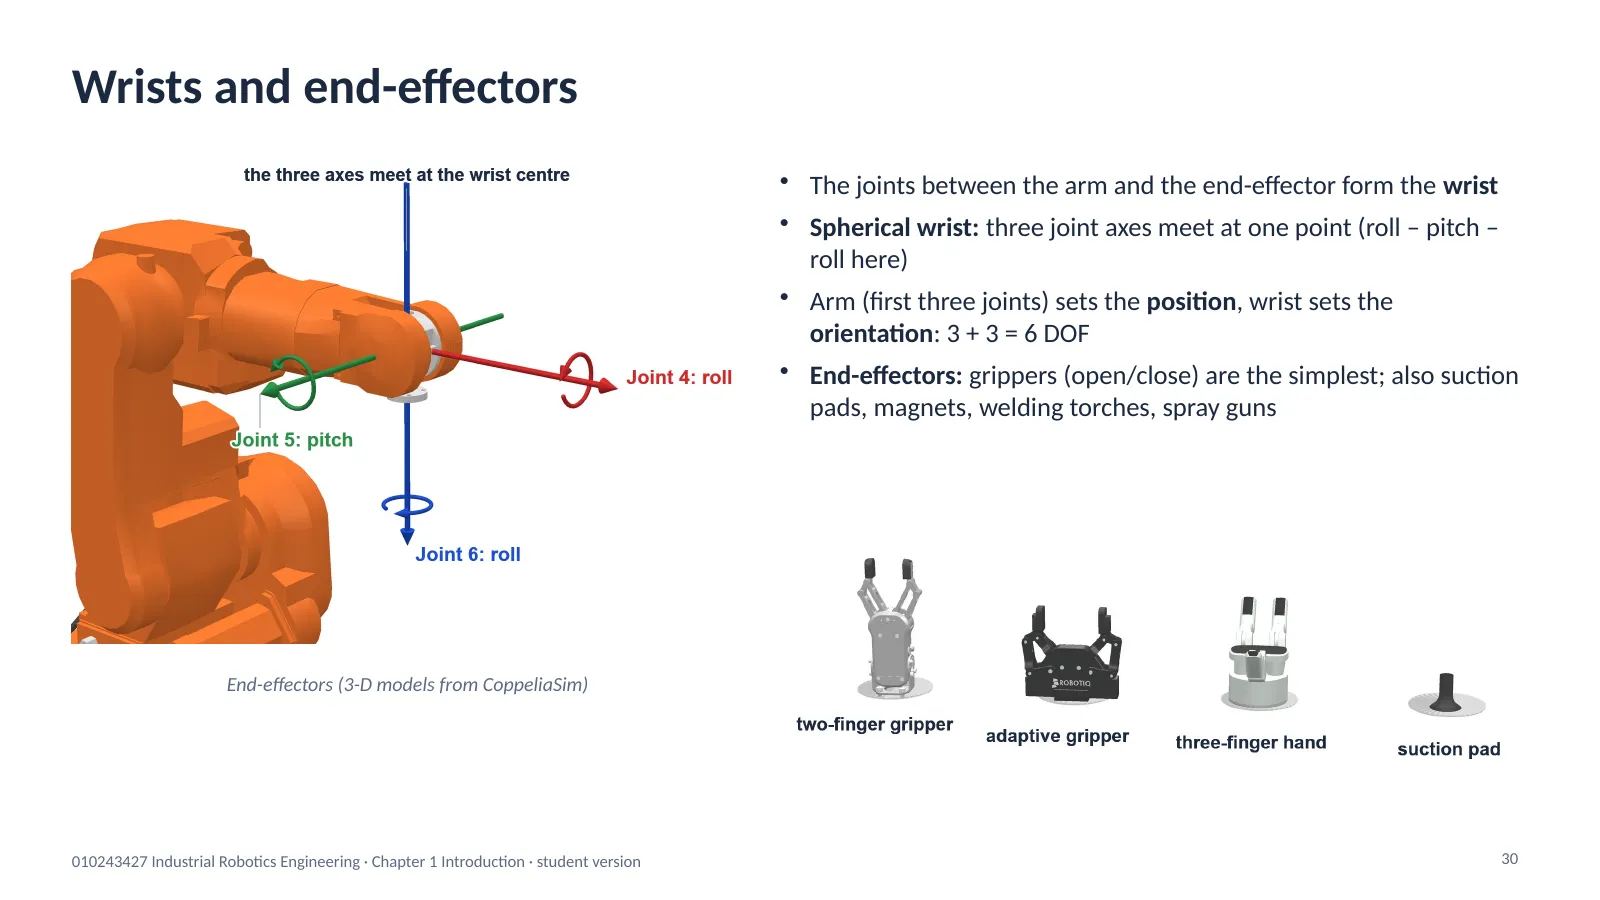 Wrists and end-effectors
the three axes meet at the wrist centre
Joint 4: roll
Joint 5: pitch
Joint 6: roll
End-effectors (3-D models from CoppeliaSim)
• The joints between the arm and the end-effector form the wrist
• Spherical wrist: three joint axes meet at one point (roll – pitch –
roll here)
• Arm (first three joints) sets the position, wrist sets the
orientation: 3 + 3 = 6 DOF
• End-effectors: grippers (open/close) are the simplest; also suction
pads, magnets, welding torches, spray guns
ROBOTIQ
two-finger gripper
adaptive gripper
three-finger hand
suction pad
010243427 Industrial Robotics Engineering · Chapter 1 Introduction · student version
30